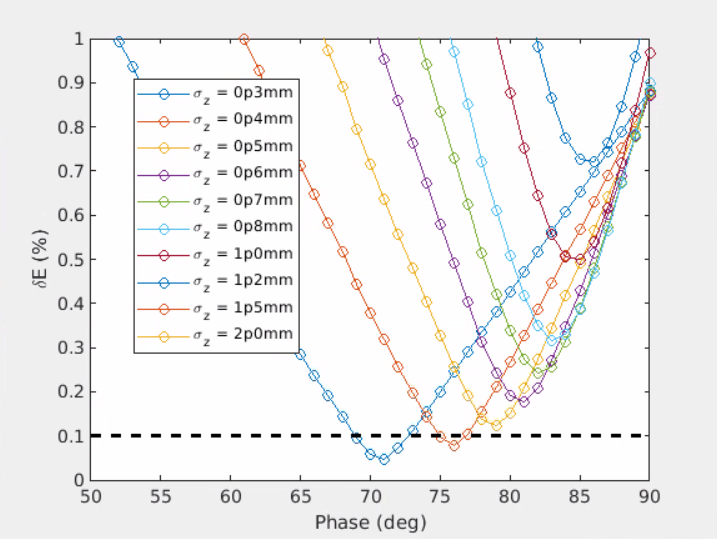 1
0.9
0.8
0.7
0.6
0.5
0.4
0.3
0.2
0.1
0
δE (%)
σz = 0p3mm
σz = 0p4mm
σz = 0p5mm
σz = 0p6mm
σz = 0p7mm
σz = 0p8mm
σz = 1p0mm
σz = 1p2mm
σz = 1p5mm
σz = 2p0mm
50 55 60 65 70 75 80 85 90
Phase (deg)